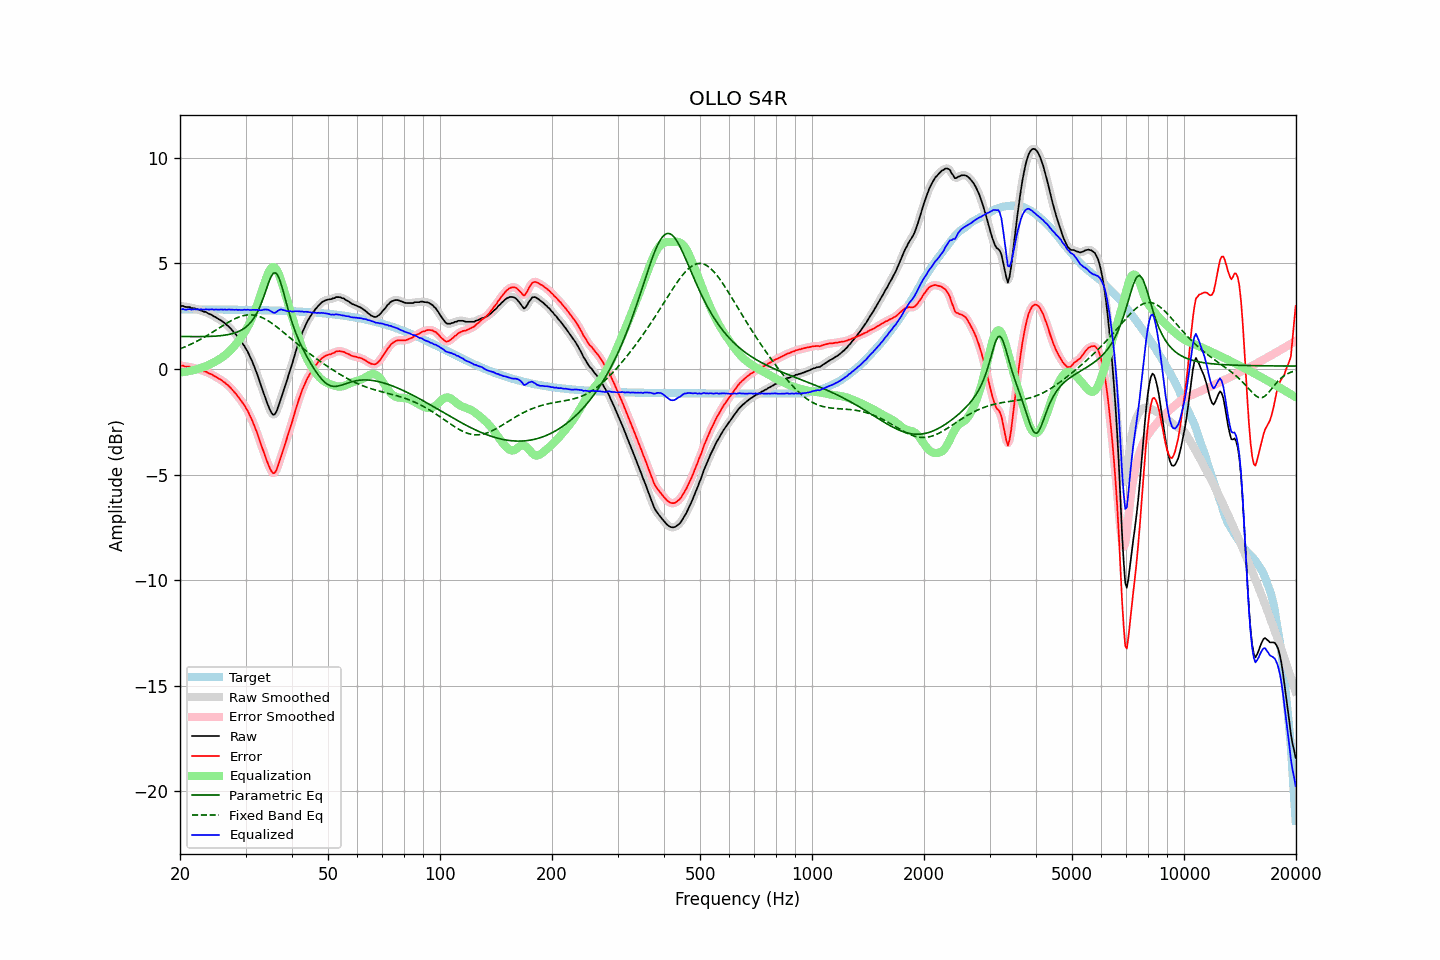 OLLO S4R
Amplitude (dBr)
10
5
0
−5
−10
−15
−20
Target
Raw Smoothed
Error Smoothed
Raw
Error
Equalization
Parametric Eq
Fixed Band Eq
Equalized
20 50 100 200 500 1000 2000 5000 10000 20000
Frequency (Hz)